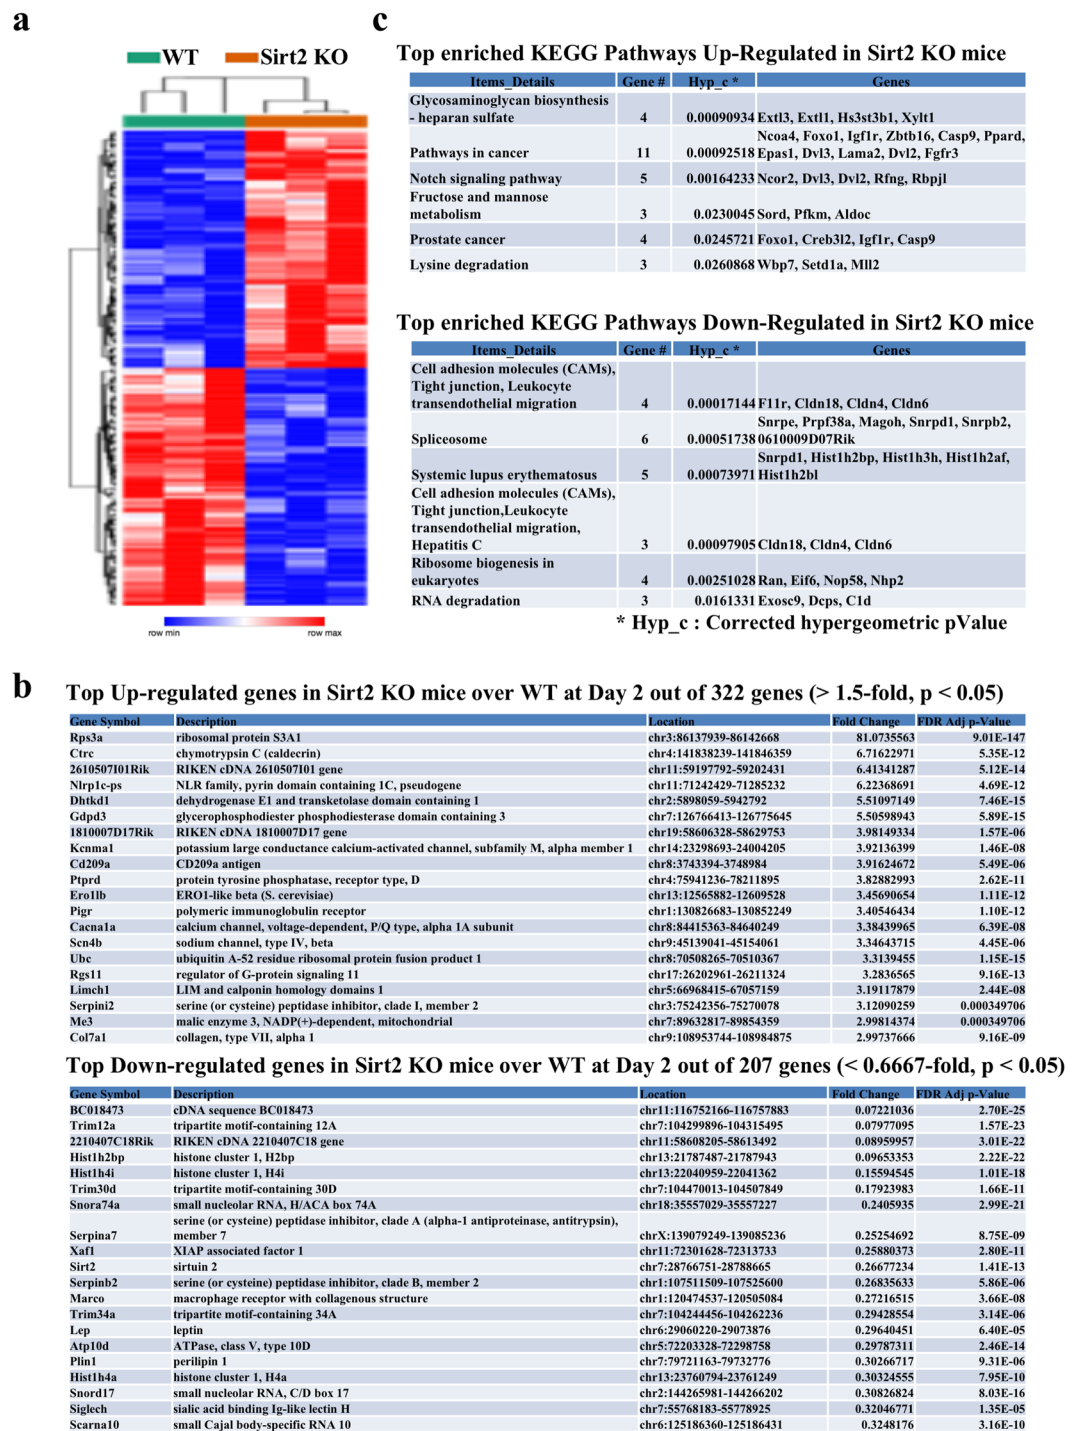 a
WT
Sirt2 KO
row min
row max
c
Top enriched KEGG Pathways Up-Regulated in Sirt2 KO mice
Items_Details Gene # Hyp_c * Genes
Glycosaminoglycan biosynthesis
- heparan sulfate 4 0.00090934 Extl3, Extl1, Hs3st3b1, Xylt1
Ncoa4, Foxo1, Igf1r, Zbtb16, Casp9, Ppard,
Pathways in cancer 11 0.00092518 Epas1, Dvl3, Lama2, Dvl2, Fgfr3
Notch signaling pathway 5 0.00164233 Ncor2, Dvl3, Dvl2, Rfng, Rbpjl
Fructose and mannose
metabolism 3 0.0230045 Sord, Pfkm, Aldoc
Prostate cancer 4 0.0245721 Foxo1, Creb3l2, Igf1r, Casp9
Lysine degradation 3 0.0260868 Wbp7, Setd1a, Mll2
Top enriched KEGG Pathways Down-Regulated in Sirt2 KO mice
Items_Details Gene # Hyp_c * Genes
Cell adhesion molecules (CAMs),
Tight junction, Leukocyte
transendothelial migration 4 0.00017144 F11r, Cldn18, Cldn4, Cldn6
Snrpe, Prpf38a, Magoh, Snrpd1, Snrpb2,
Spliceosome 6 0.00051738 0610009D07Rik
Snrpd1, Hist1h2bp, Hist1h3h, Hist1h2af,
Systemic lupus erythematosus 5 0.00073971 Hist1h2bl
Cell adhesion molecules (CAMs),
Tight junction,Leukocyte
transendothelial migration,
Hepatitis C 3 0.00097905 Cldn18, Cldn4, Cldn6
Ribosome biogenesis in
eukaryotes 4 0.00251028 Ran, Eif6, Nop58, Nhp2
RNA degradation 3 0.0161331 Exosc9, Dcps, C1d
* Hyp_c : Corrected hypergeometric pValue
b
Top Up-regulated genes in Sirt2 KO mice over WT at Day 2 out of 322 genes (> 1.5-fold, p < 0.05)
Gene Symbol Description Location Fold Change FDR Adj p-Value
Rps3a ribosomal protein S3A1 chr3:86137939-86142668 81.0735563 9.01E-147
Ctrc chymotrypsin C (caldecrin) chr4:141838239-141846359 6.71622971 5.35E-12
2610507I01Rik RIKEN cDNA 2610507I01 gene chr11:59197792-59202431 6.41341287 5.12E-14
Nlrp1c-ps NLR family, pyrin domain containing 1C, pseudogene chr11:71242429-71285232 6.22368691 4.69E-12
Dhtkd1 dehydrogenase E1 and transketolase domain containing 1 chr2:5898059-5942792 5.51097149 7.46E-15
Gdpd3 glycerophosphodiester phosphodiesterase domain containing 3 chr7:126766413-126775645 5.50598943 5.89E-15
1810007D17Rik RIKEN cDNA 1810007D17 gene chr19:58606328-58629753 3.98149334 1.57E-06
Kcnma1 potassium large conductance calcium-activated channel, subfamily M, alpha member 1 chr14:23298693-24004205 3.92136399 1.46E-08
Cd209a CD209a antigen chr8:3743394-3748984 3.91624672 5.49E-06
Ptprd protein tyrosine phosphatase, receptor type, D chr4:75941236-78211895 3.82882993 2.62E-11
Ero1lb ERO1-like beta (S. cerevisiae) chr13:12565882-12609528 3.45690654 1.11E-12
Pigr polymeric immunoglobulin receptor chr1:130826683-130852249 3.40546434 1.10E-12
Cacna1a calcium channel, voltage-dependent, P/Q type, alpha 1A subunit chr8:84415363-84640249 3.38439965 6.39E-08
Scn4b sodium channel, type IV, beta chr9:45139041-45154061 3.34643715 4.45E-06
Ubc ubiquitin A-52 residue ribosomal protein fusion product 1 chr8:70508265-70510367 3.3139455 1.15E-15
Rgs11 regulator of G-protein signaling 11 chr17:26202961-26211324 3.2836565 9.16E-13
Limch1 LIM and calponin homology domains 1 chr5:66968415-67057159 3.19117879 2.44E-08
Serpini2 serine (or cysteine) peptidase inhibitor, clade I, member 2 chr3:75242356-75270078 3.12090259 0.000349706
Me3 malic enzyme 3, NADP(+)-dependent, mitochondrial chr7:89632817-89854359 2.99814374 0.000349706
Col7a1 collagen, type VII, alpha 1 chr9:108953744-108984875 2.99737666 9.16E-09
Top Down-regulated genes in Sirt2 KO mice over WT at Day 2 out of 207 genes (< 0.6667-fold, p < 0.05)
Gene Symbol Description Location Fold Change FDR Adj p-Value
BC018473 cDNA sequence BC018473 chr11:116752166-116757883 0.07221036 2.70E-25
Trim12a tripartite motif-containing 12A chr7:104299896-104315495 0.07977095 1.57E-23
2210407C18Rik RIKEN cDNA 2210407C18 gene chr11:58608205-58613492 0.08959957 3.01E-22
Hist1h2bp histone cluster 1, H2bp chr13:21787487-21787943 0.09653353 2.22E-22
Hist1h4i histone cluster 1, H4i chr13:22040959-22041362 0.15594545 1.01E-18
Trim30d tripartite motif-containing 30D chr7:104470013-104507849 0.17923983 1.66E-11
Snora74a small nucleolar RNA, H/ACA box 74A chr18:35557029-35557227 0.2405935 2.99E-21
serine (or cysteine) peptidase inhibitor, clade A (alpha-1 antiproteinase, antitrypsin),
Serpina7 member 7 chrX:139079249-139085236 0.25254692 8.75E-09
Xaf1 XIAP associated factor 1 chr11:72301628-72313733 0.25880373 2.80E-11
Sirt2 sirtuin 2 chr7:28766751-28788665 0.26677234 1.41E-13
Serpinb2 serine (or cysteine) peptidase inhibitor, clade B, member 2 chr1:107511509-107525600 0.26835633 5.86E-06
Marco macrophage receptor with collagenous structure chr1:120474537-120505084 0.27216515 3.66E-08
Trim34a tripartite motif-containing 34A chr7:104244456-104262236 0.29428554 3.14E-06
Lep leptin chr6:29060220-29073876 0.29640451 6.40E-05
Atp10d ATPase, class V, type 10D chr5:72203328-72298758 0.29787311 2.46E-14
Plin1 perilipin 1 chr7:79721163-79732776 0.30266717 9.31E-06
Hist1h4a histone cluster 1, H4a chr13:23760794-23761249 0.30324555 7.95E-10
Snord17 small nucleolar RNA, C/D box 17 chr2:144265981-144266202 0.30826824 8.03E-16
Siglech sialic acid binding Ig-like lectin H chr7:55768183-55778925 0.32046771 1.35E-05
Scarna10 small Cajal body-specific RNA 10 chr6:125186360-125186431 0.3248176 3.16E-10